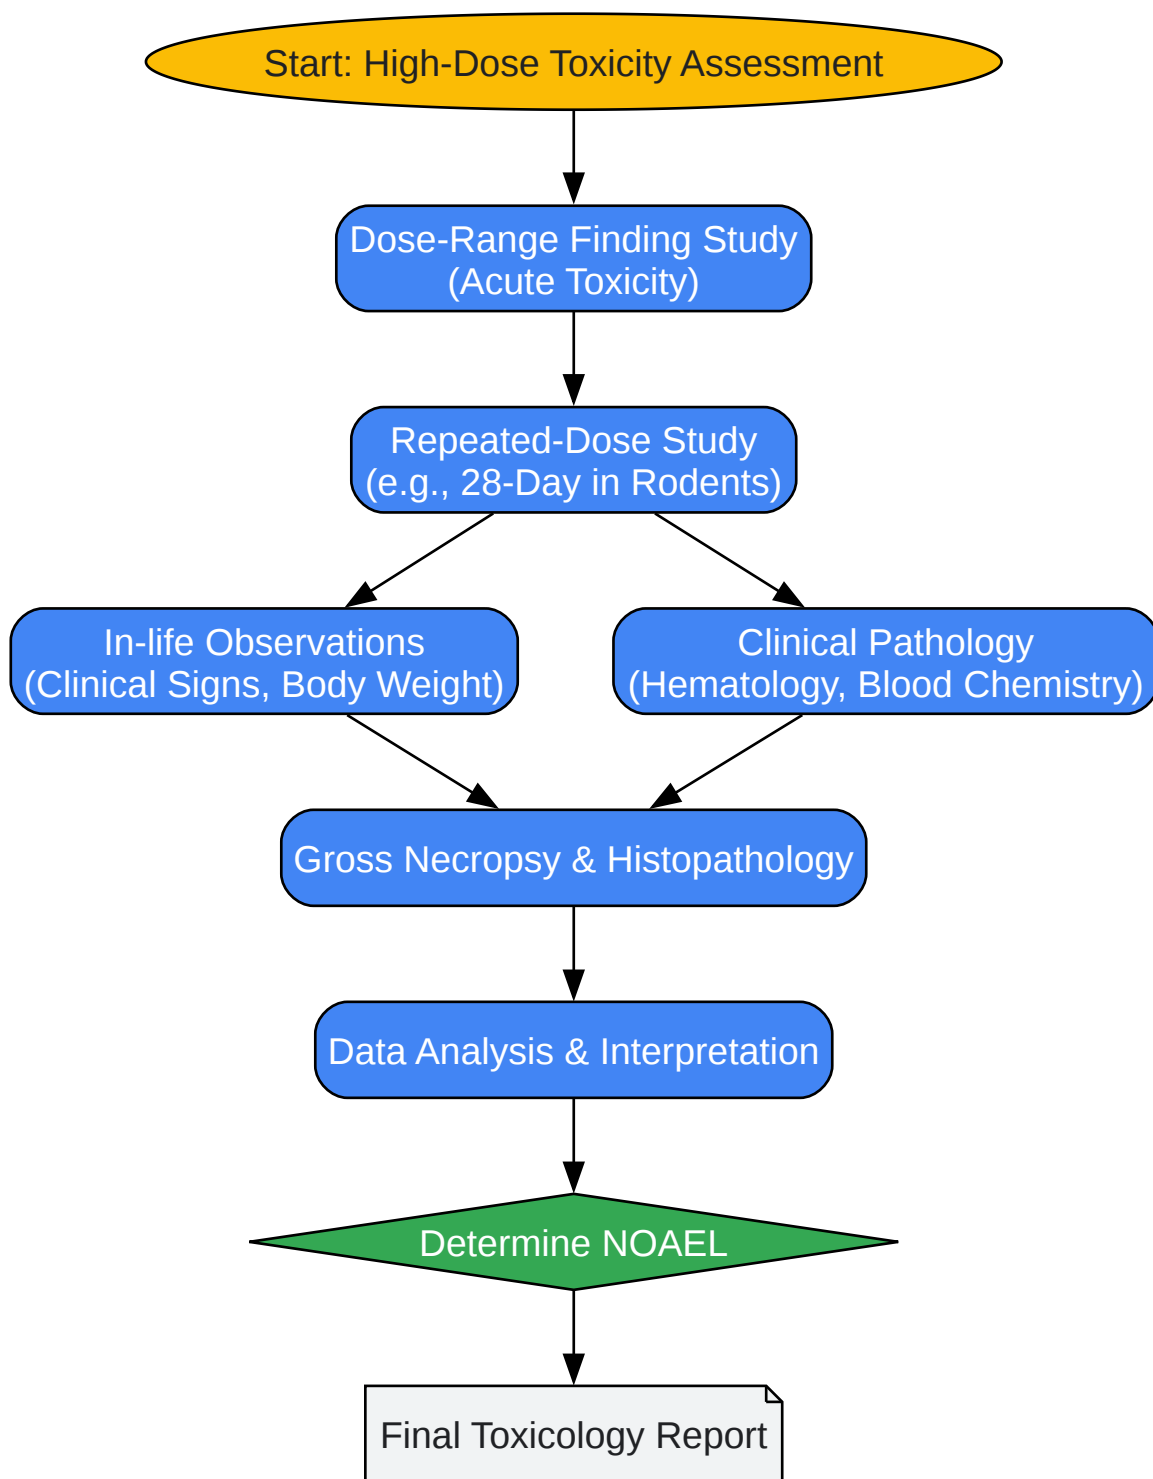 Start: High-Dose Toxicity Assessment
Dose-Range Finding Study
(Acute Toxicity)
Repeated-Dose Study
(e.g., 28-Day in Rodents)
In-life Observations
(Clinical Signs, Body Weight)
Clinical Pathology
(Hematology, Blood Chemistry)
Gross Necropsy & Histopathology
Data Analysis & Interpretation
Determine NOAEL
Final Toxicology Report